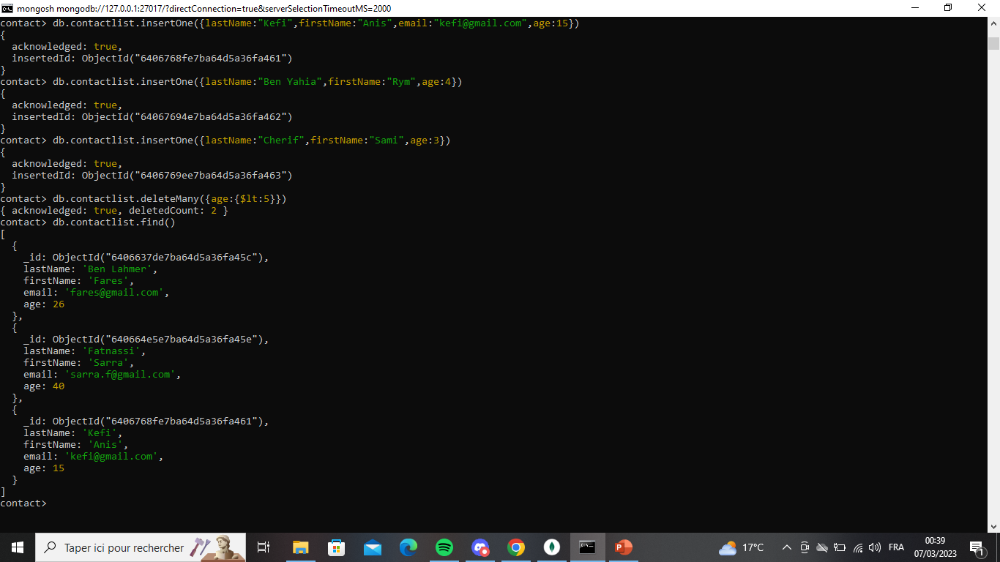 mongosh mongodb://127.0.0.1:27017/?directConnection=true&serverSelectionTimeoutMS=2000
contact> db.contactlist.insertOne({lastName:"Kefi",firstName:"Anis",email:"kefi@gmail.com",age:15})
{
  acknowledged: true,
  insertedId: ObjectId("6406768fe7ba64d5a36fa461")
}
contact> db.contactlist.insertOne({lastName:"Ben Yahia",firstName:"Rym",age:4})
{
  acknowledged: true,
  insertedId: ObjectId("64067694e7ba64d5a36fa462")
}
contact> db.contactlist.insertOne({lastName:"Cherif",firstName:"Sami",age:3})
{
  acknowledged: true,
  insertedId: ObjectId("6406769ee7ba64d5a36fa463")
}
contact> db.contactlist.deleteMany({age:{$lt:5}})
{ acknowledged: true, deletedCount: 2 }
contact> db.contactlist.find()
[
  {
    _id: ObjectId("6406637de7ba64d5a36fa45c"),
    lastName: 'Ben Lahmer',
    firstName: 'Fares',
    email: 'fares@gmail.com',
    age: 26
  },
  {
    _id: ObjectId("640664e5e7ba64d5a36fa45e"),
    lastName: 'Fatnassi',
    firstName: 'Sarra',
    email: 'sarra.f@gmail.com',
    age: 40
  },
  {
    _id: ObjectId("6406768fe7ba64d5a36fa461"),
    lastName: 'Kefi',
    firstName: 'Anis',
    email: 'kefi@gmail.com',
    age: 15
  }
]
contact>
Taper ici pour rechercher
17°C
FRA
00:39
07/03/2023
1